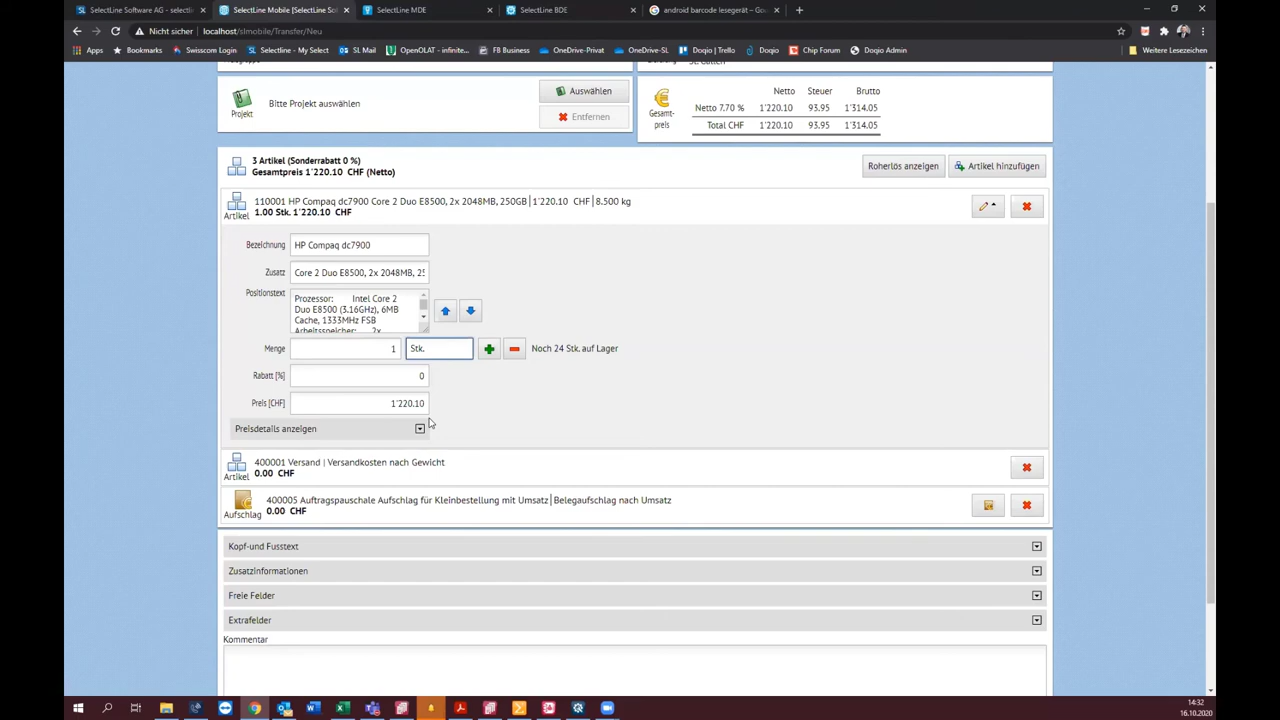 SelectLine Software AG - selectli
SelectLine Mobile [SelectLine Sof
SelectLine MDE
SelectLine BDE
android barcode lesegerät – Goo
Nicht sicher
localhost/slmobile/Transfer/Neu
Apps
Bookmarks
Swisscom Login
Selectline - My Select
SL Mail
OpenOLAT - infinite...
FB Business
OneDrive-Privat
OneDrive-SL
Doqio | Trello
Doqio
Chip Forum
Doqio Admin
Weitere Lesezeichen
Projekt
Bitte Projekt auswählen
Auswählen
Entfernen
Gesamt-
preis
Netto Steuer Brutto
Netto 7.70 % 1'220.10 93.95 1'314.05
Total CHF 1'220.10 93.95 1'314.05
3 Artikel (Sonderrabatt 0 %)
Gesamtpreis 1'220.10 CHF (Netto)
Roherlös anzeigen
Artikel hinzufügen
Artikel
110001 HP Compaq dc7900 Core 2 Duo E8500, 2x 2048MB, 250GB | 1'220.10 CHF | 8.500 kg
1.00 Stk. 1'220.10 CHF
Bezeichnung HP Compaq dc7900
Zusatz Core 2 Duo E8500, 2x 2048MB, 25
Positionstext Prozessor: Intel Core 2
Duo E8500 (3.16GHz), 6MB
Cache, 1333MHz FSB
Arbeitsspeicher: 2x
Menge 1 Stk. Noch 24 Stk. auf Lager
Rabatt [%] 0
Preis [CHF] 1'220.10
Preisdetails anzeigen
Artikel
400001 Versand | Versandkosten nach Gewicht
0.00 CHF
Aufschlag
400005 Auftragspauschale Aufschlag für Kleinbestellung mit Umsatz | Belegaufschlag nach Umsatz
0.00 CHF
Kopf-und Fusstext
Zusatzinformationen
Freie Felder
Extrafelder
Kommentar
14:32
16.10.2020